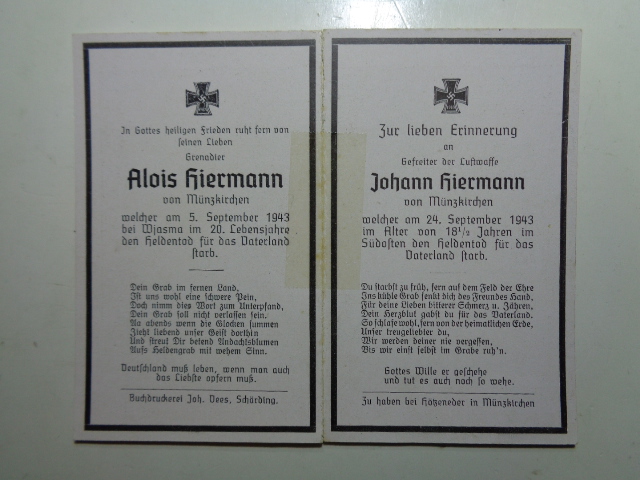 In Gottes heiligen Frieden ruht fern von
seinen Lieben
Grenadier
Alois Hiermann
von Münzkirchen
welcher am 5. September 1943
bei Wjasma im 20. Lebensjahre
den Heldentod für das Vaterland
starb.
Dein Grab im fernen Land,
Ist uns wohl eine schwere Pein,
Doch nimm dies Wort zum Unterpfand,
Dein Grab soll nicht verlassen sein.
Ja abends wenn die Glocken summen
Zieht liebend unser Geist dorthin
Und streut Dir betend Andachtsblumen
Aufs Heldengrab mit wehem Sinn.
Deutschland muß leben, wenn man auch
das Liebste opfern muß.
Buchdruckerei Joh. Vees, Schärding.
Zur lieben Erinnerung
an
Gefreiter der Luftwaffe
Johann Hiermann
von Münzkirchen
welcher am 24. September 1943
im Alter von 18½ Jahren im
Südosten den Heldentod für das
Vaterland starb.
Du starbst zu früh, fern auf dem Feld der Ehre
Ins kühle Grab senkt dich des Freundes Hand,
Für deine Lieben bitterer Schmerz u. Zähren,
Dein Herzblut gabst du für das Vaterland.
So schlafe wohl, fern von der heimatlichen Erde,
Unser treugeliebter du,
Wir werden deiner nie vergessen,
Bis wir einst selbst im Grabe ruh'n.
Gottes Wille er geschehe
und tut es auch noch so wehe.
Zu haben bei Hötzeneder in Münzkirchen